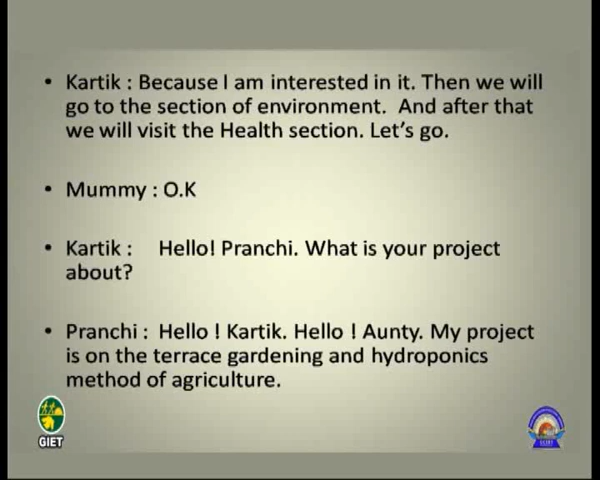 • Kartik : Because I am interested in it. Then we will
go to the section of environment.  And after that
we will visit the Health section. Let's go.
• Mummy : O.K
• Kartik :    Hello! Pranchi. What is your project
about?
• Pranchi :  Hello ! Kartik. Hello ! Aunty. My project
is on the terrace gardening and hydroponics
method of agriculture.
GIET